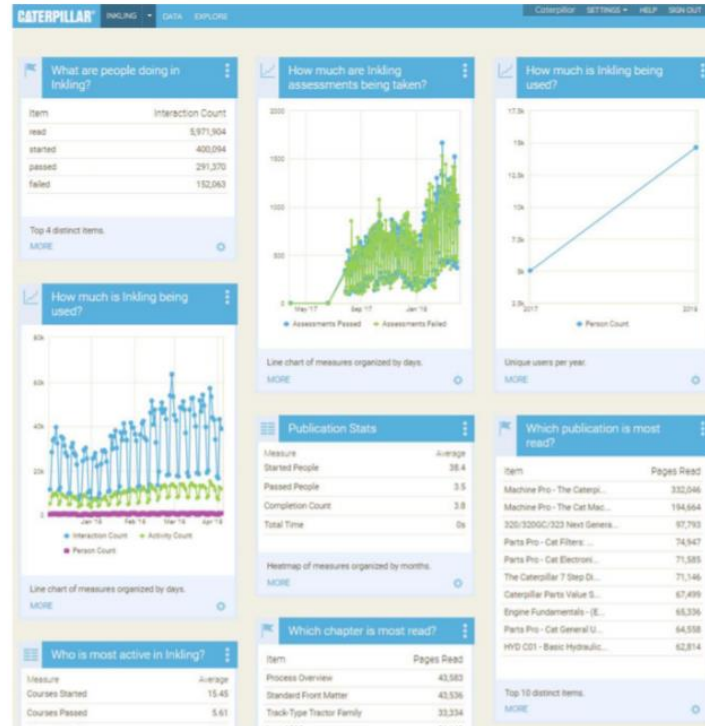 CATERPILLAR® INKLING DATA EXPLORE Caterpillar SETTINGS HELP SIGN OUT
What are people doing in
Inkling?
Item Interaction Count
read 5,971,904
started 400,094
passed 291,370
failed 152,063
Top 4 distinct items.
MORE
How much is Inkling being
used?
80k
60k
40k
20k
0
Jan '18 Feb '18 Mar '18 Apr '18
Interaction Count Activity Count
Person Count
Line chart of measures organized by days.
MORE
Who is most active in Inkling?
Measure Average
Courses Started 15.45
Courses Passed 5.61
How much are Inkling
assessments being taken?
2000
1500
1000
500
0
May '17 Sep '17 Jan '18
Assessments Passed Assessments Failed
Line chart of measures organized by days.
MORE
Publication Stats
Measure Average
Started People 38.4
Passed People 3.5
Completion Count 3.8
Total Time 0s
Heatmap of measures organized by months.
MORE
Which chapter is most read?
Item Pages Read
Process Overview 43,583
Standard Front Matter 43,536
Track-Type Tractor Family 33,334
How much is Inkling being
used?
17.5k
15k
12.5k
10k
7.5k
5k
2.5k
2017 2018
Person Count
Unique users per year.
MORE
Which publication is most
read?
Item Pages Read
Machine Pro - The Caterpi... 332,046
Machine Pro - The Cat Mac... 194,664
320/320GC/323 Next Genera... 97,793
Parts Pro - Cat Filters: ... 74,947
Parts Pro - Cat Electroni... 71,585
The Caterpillar 7 Step Di... 71,146
Caterpillar Parts Value S... 67,499
Engine Fundamentals - (E... 65,336
Parts Pro - Cat General U... 64,558
HYD C01 - Basic Hydraulic... 62,814
Top 10 distinct items.
MORE